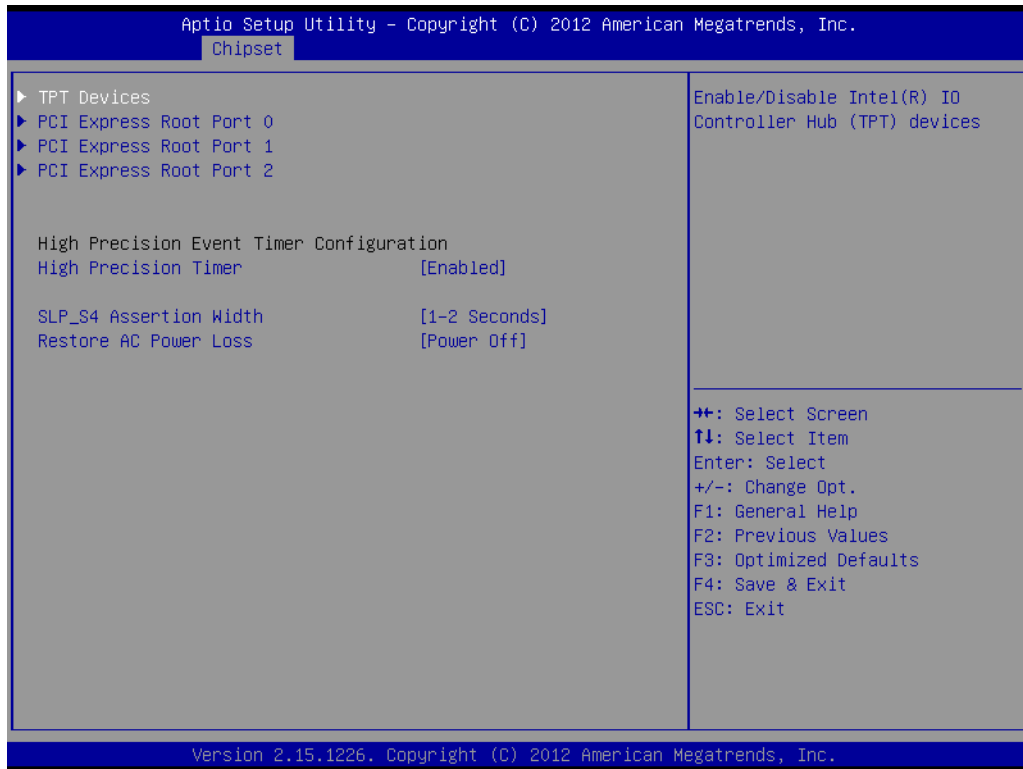 Aptio Setup Utility – Copyright (C) 2012 American Megatrends, Inc.
Chipset
► TPT Devices
► PCI Express Root Port 0
► PCI Express Root Port 1
► PCI Express Root Port 2
High Precision Event Timer Configuration
High Precision Timer [Enabled]
SLP_S4 Assertion Width [1-2 Seconds]
Restore AC Power Loss [Power Off]
Enable/Disable Intel(R) IO
Controller Hub (TPT) devices
→←: Select Screen
↑↓: Select Item
Enter: Select
+/-: Change Opt.
F1: General Help
F2: Previous Values
F3: Optimized Defaults
F4: Save & Exit
ESC: Exit
Version 2.15.1226. Copyright (C) 2012 American Megatrends, Inc.